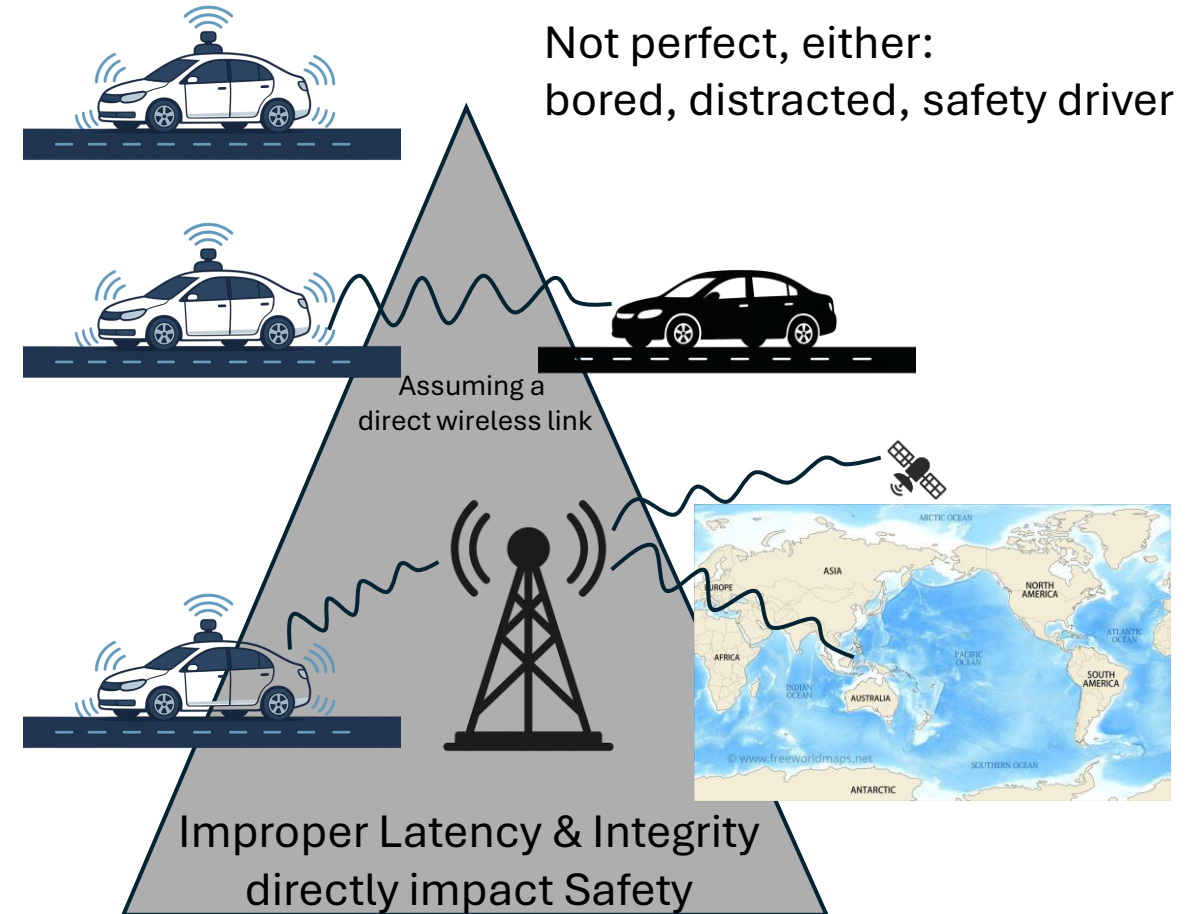 Not perfect, either:
bored, distracted, safety driver
Assuming a
direct wireless link
ARCTIC OCEAN
ASIA
EUROPE
NORTH
AMERICA
ATLANTIC
OCEAN
AFRICA
PACIFIC
OCEAN
SOUTH
AMERICA
INDIAN
OCEAN
AUSTRALIA
© www.freeworldmaps.net
SOUTHERN OCEAN
ANTARCTIC
Improper Latency & Integrity
directly impact Safety